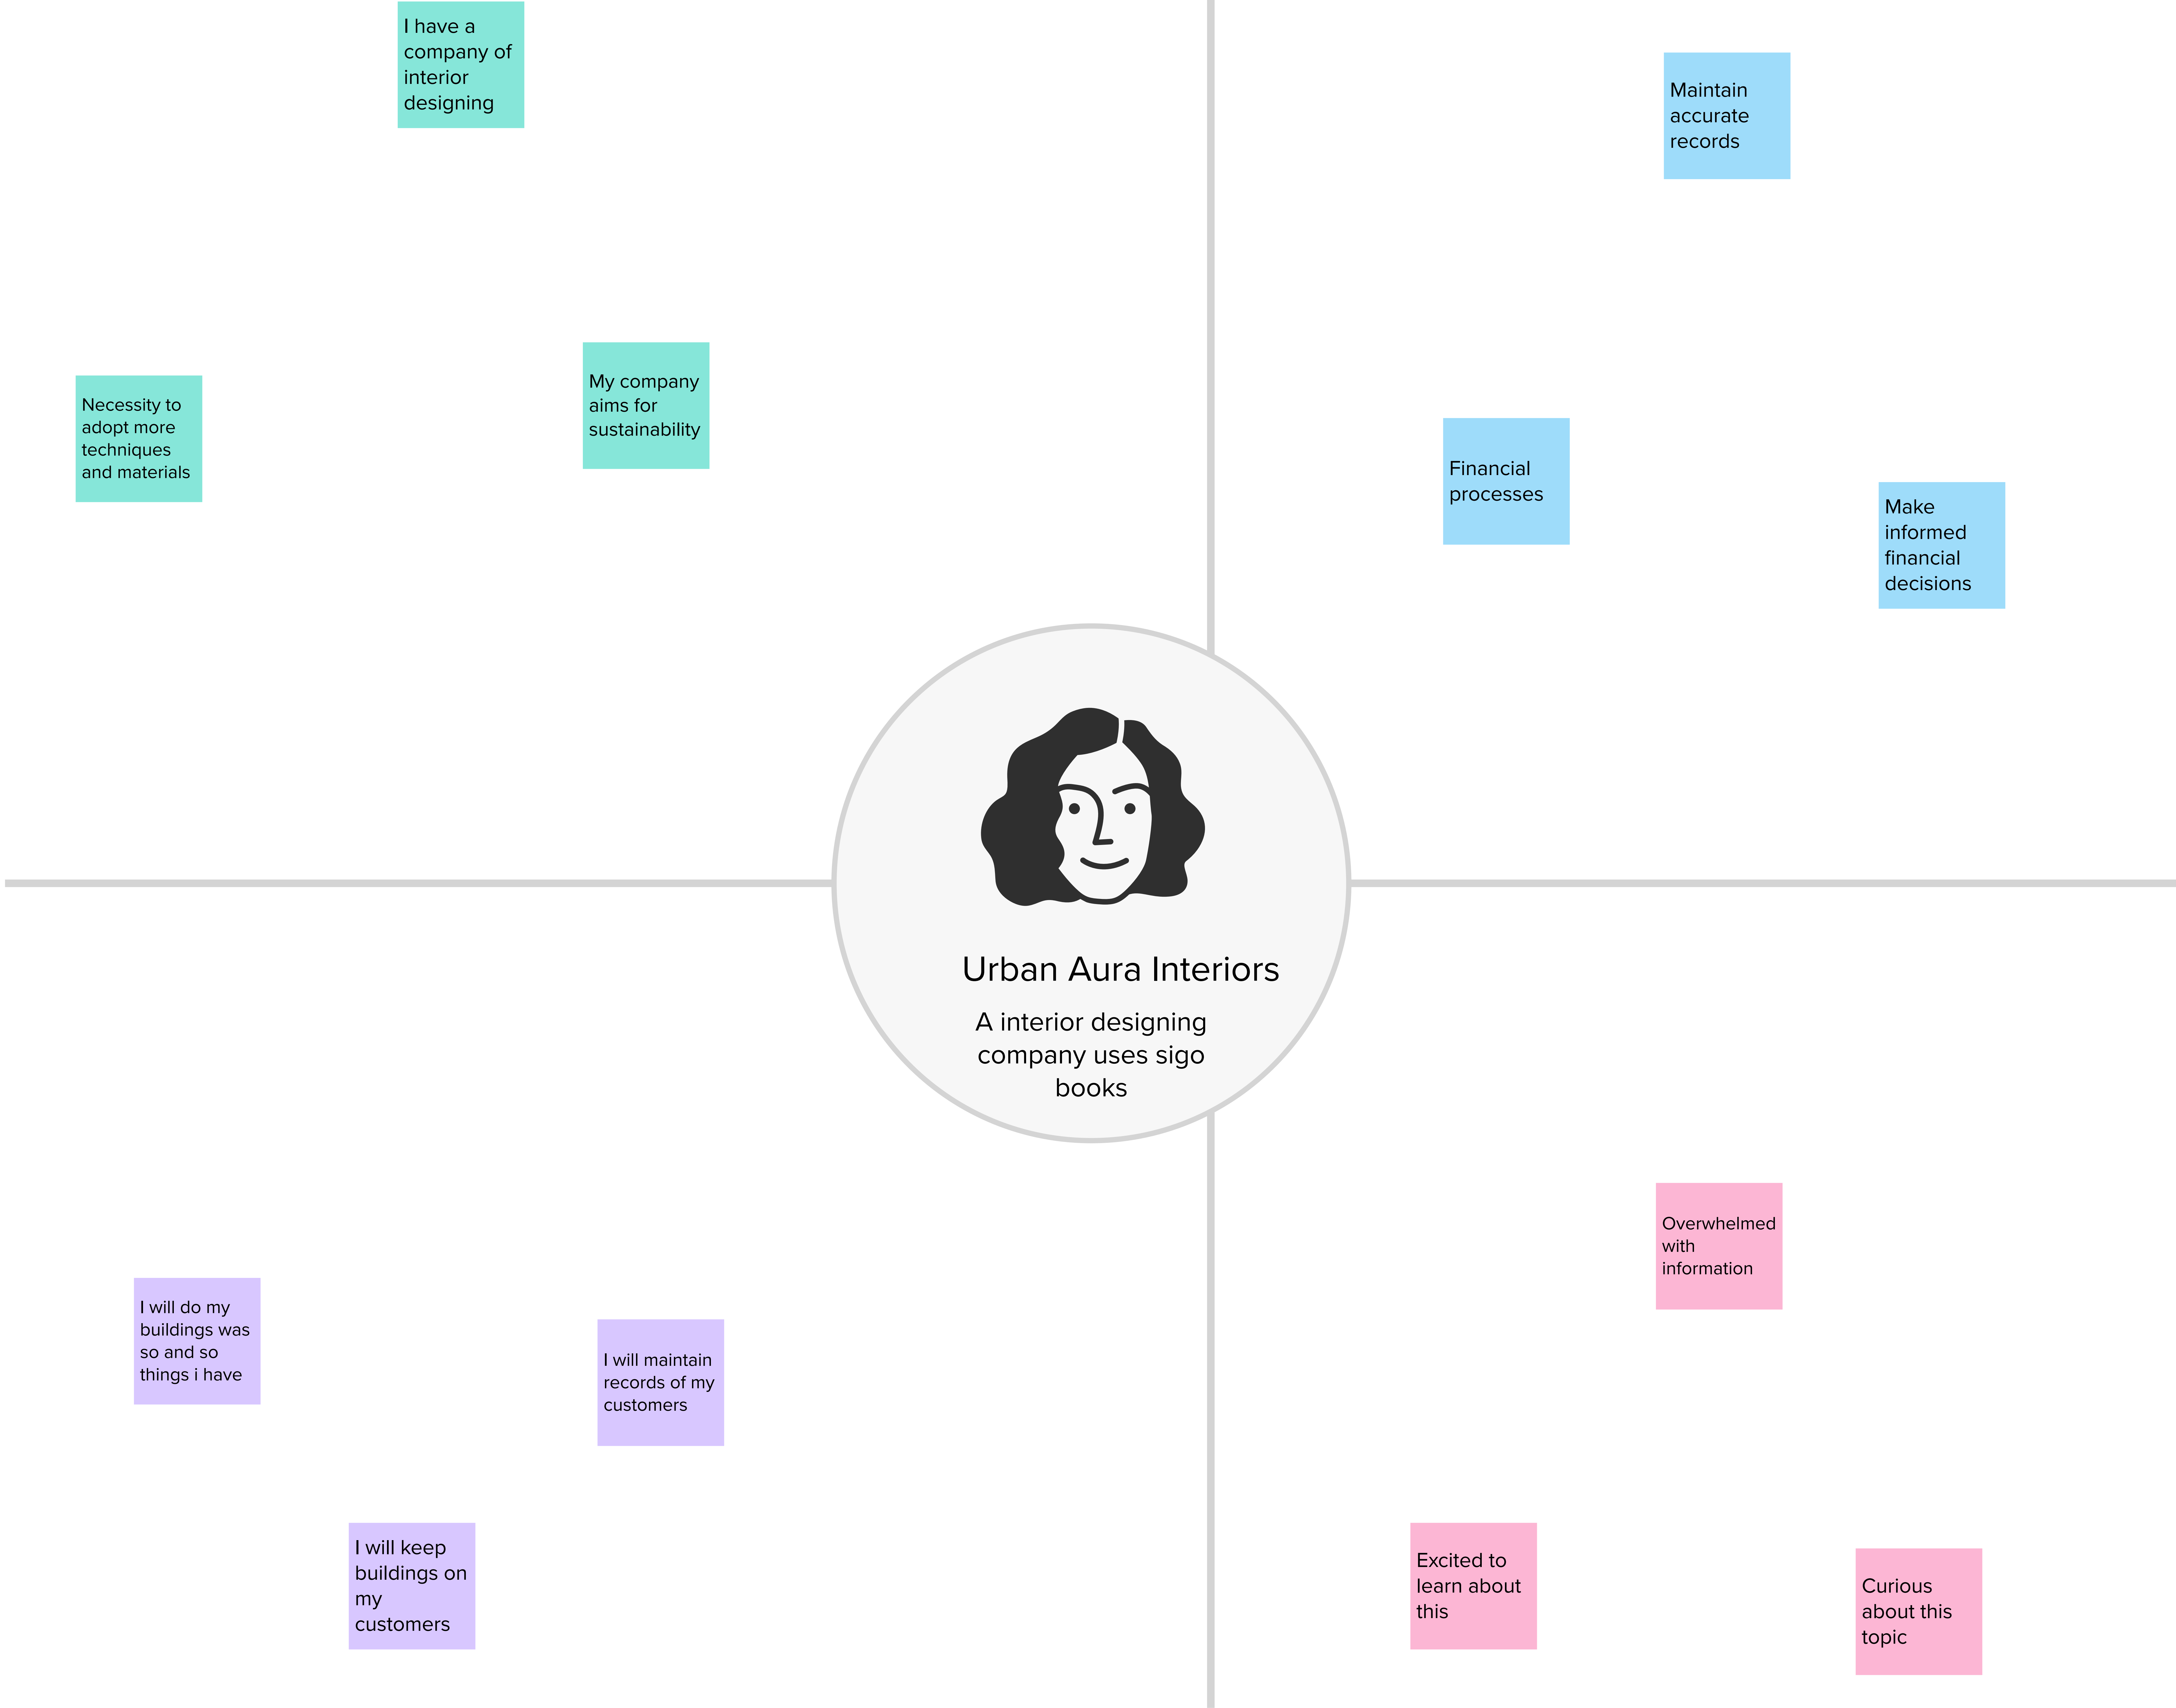 I have a
company of
interior
designing
Necessity to
adopt more
techniques
and materials
My company
aims for
sustainability
Maintain
accurate
records
Financial
processes
Make
informed
financial
decisions
Urban Aura Interiors
A interior designing
company uses sigo
books
I will do my
buildings was
so and so
things i have
I will maintain
records of my
customers
I will keep
buildings on
my
customers
Overwhelmed
with
information
Excited to
learn about
this
Curious
about this
topic